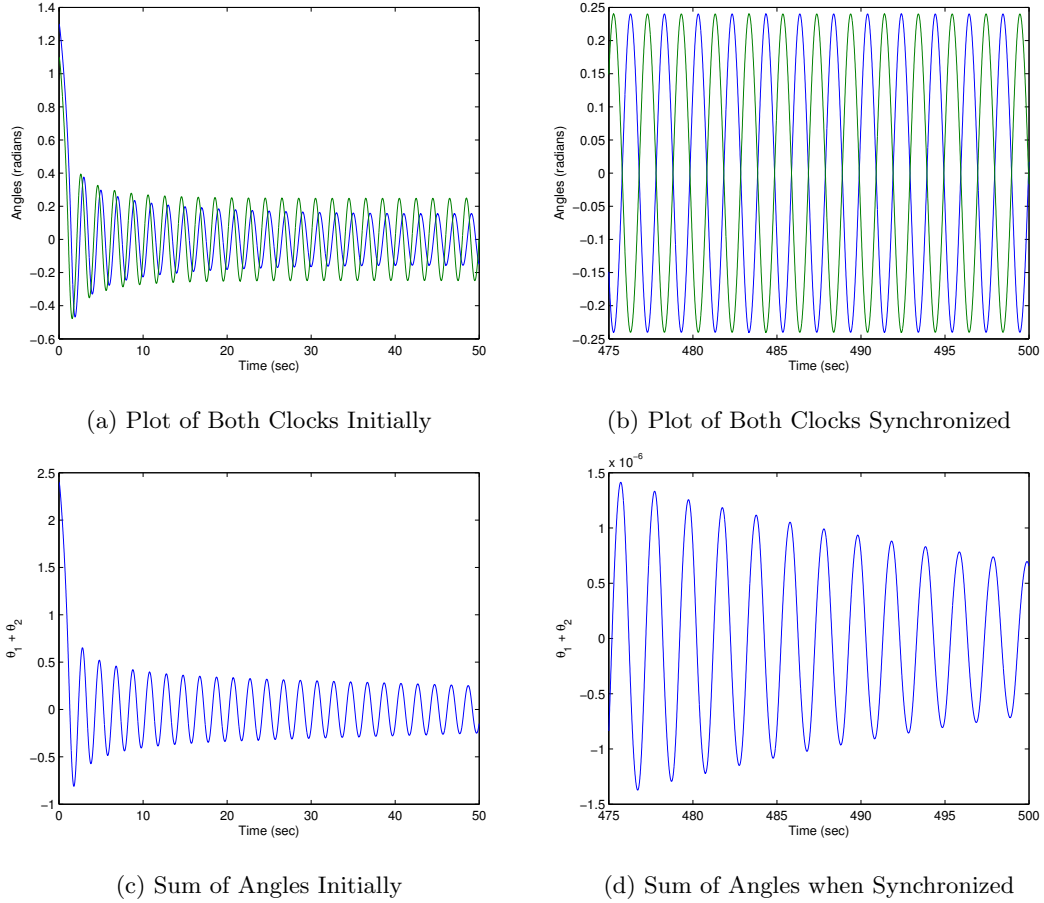 1.4
1.2
1
0.8
0.6
0.4
0.2
0
−0.2
−0.4
−0.6
Angles (radians)
0 10 20 30 40 50
Time (sec)
(a) Plot of Both Clocks Initially
0.25
0.2
0.15
0.1
0.05
0
−0.05
−0.1
−0.15
−0.2
−0.25
Angles (radians)
475 480 485 490 495 500
Time (sec)
(b) Plot of Both Clocks Synchronized
2.5
2
1.5
1
0.5
0
−0.5
−1
θ₁ + θ₂
0 10 20 30 40 50
Time (sec)
(c) Sum of Angles Initially
x 10⁻⁶
1.5
1
0.5
0
−0.5
−1
−1.5
θ₁ + θ₂
475 480 485 490 495 500
Time (sec)
(d) Sum of Angles when Synchronized